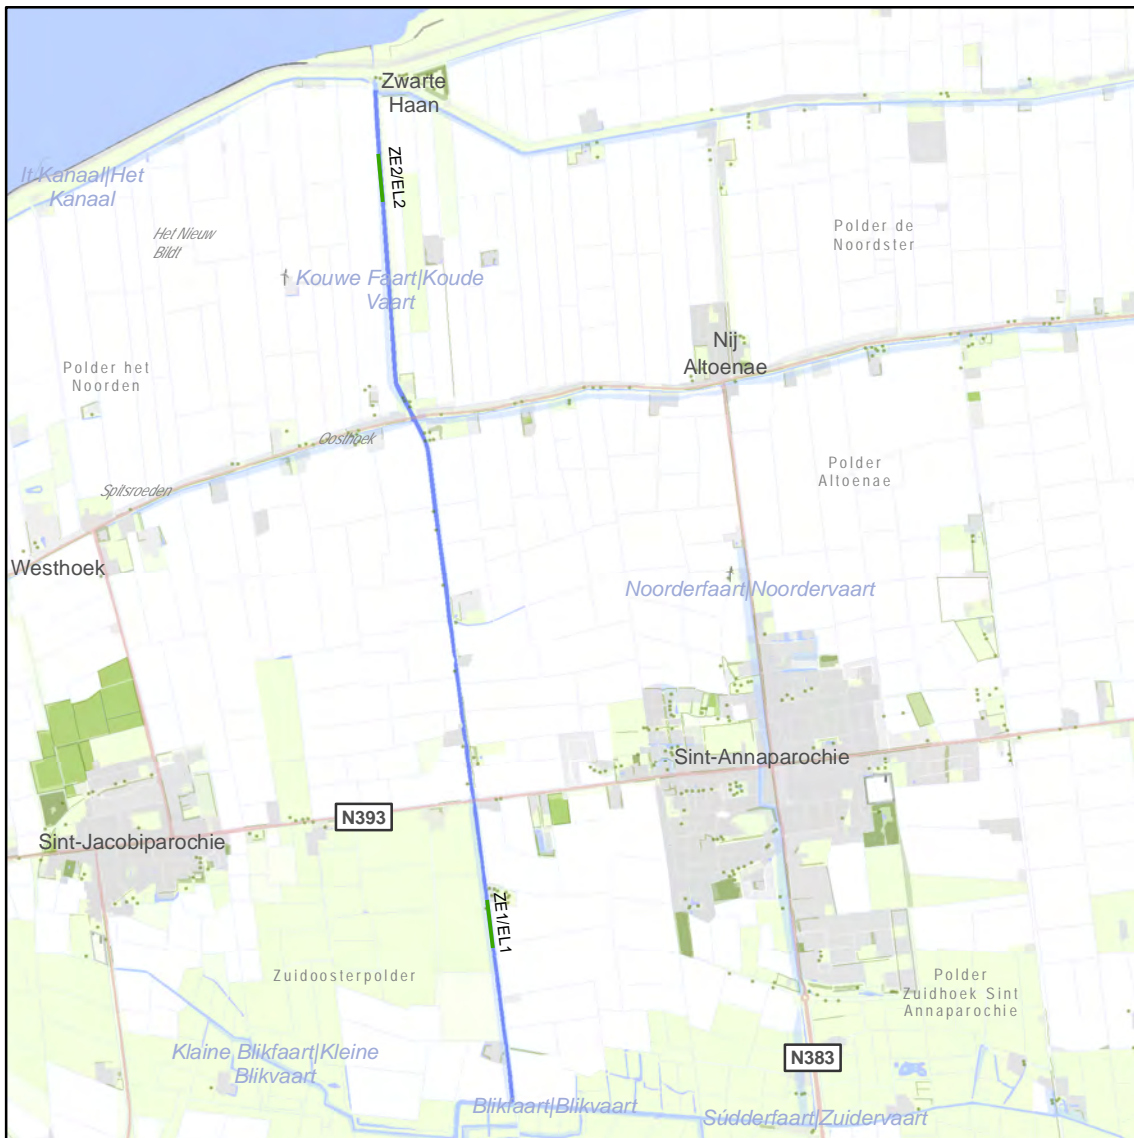 Zwarte
Haan
ZE2/EL2
It Kanaal|Het
Kanaal
Het Nieuw
Bildt
Polder de
Noordster
Kouwe Faart|Koude
Vaart
Nij
Altoenae
Polder het
Noorden
Oosthoek
Polder
Altoenae
Spitsroeden
Westhoek
Noorderfaart|Noordervaart
Sint-Annaparochie
N393
Sint-Jacobiparochie
ZE1/EL1
Zuidoosterpolder
Polder
Zuidhoek Sint
Annaparochie
Klaine Blikfaart|Kleine
Blikvaart
N383
Blikfaart|Blikvaart
Súdderfaart|Zuidervaart